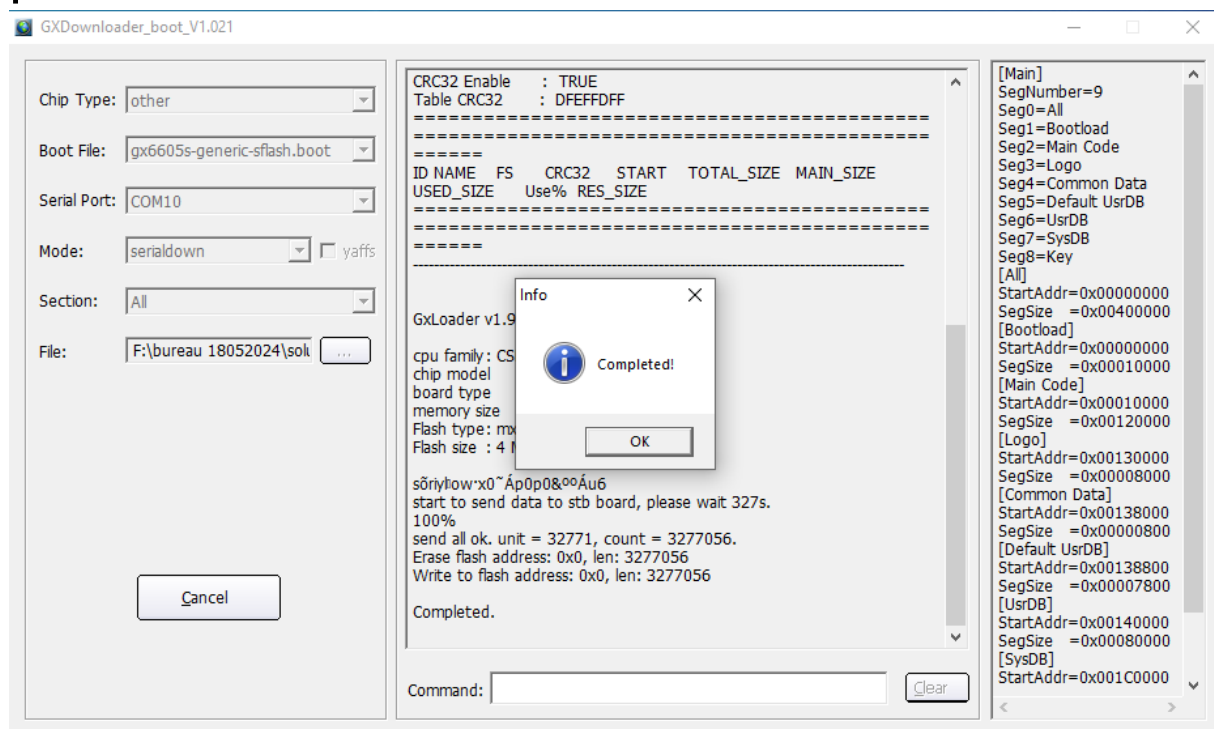 GXDownloader_boot_V1.021
Chip Type: other
Boot File: gx6605s-generic-sflash.boot
Serial Port: COM10
Mode: serialdown yaffs
Section: All
File: F:\bureau 18052024\solu ...
Cancel
CRC32 Enable : TRUE
Table CRC32 : DFEFFDFF
============================================
============================================
======
ID NAME FS CRC32 START TOTAL_SIZE MAIN_SIZE
USED_SIZE Use% RES_SIZE
============================================
============================================
======
--------------------------------------------------------------------------------------------------
GxLoader v1.9
cpu family: CS
chip model
board type
memory size
Flash type: mx
Flash size : 4 M
start to send data to stb board, please wait 327s.
100%
send all ok. unit = 32771, count = 3277056.
Erase flash address: 0x0, len: 3277056
Write to flash address: 0x0, len: 3277056
Completed.
Info
Completed!
OK
Command:
Clear
[Main]
SegNumber=9
Seg0=All
Seg1=Bootload
Seg2=Main Code
Seg3=Logo
Seg4=Common Data
Seg5=Default UsrDB
Seg6=UsrDB
Seg7=SysDB
Seg8=Key
[All]
StartAddr=0x00000000
SegSize =0x00400000
[Bootload]
StartAddr=0x00000000
SegSize =0x00010000
[Main Code]
StartAddr=0x00010000
SegSize =0x00120000
[Logo]
StartAddr=0x00130000
SegSize =0x00008000
[Common Data]
StartAddr=0x00138000
SegSize =0x00000800
[Default UsrDB]
StartAddr=0x00138800
SegSize =0x00007800
[UsrDB]
StartAddr=0x00140000
SegSize =0x00080000
[SysDB]
StartAddr=0x001C0000